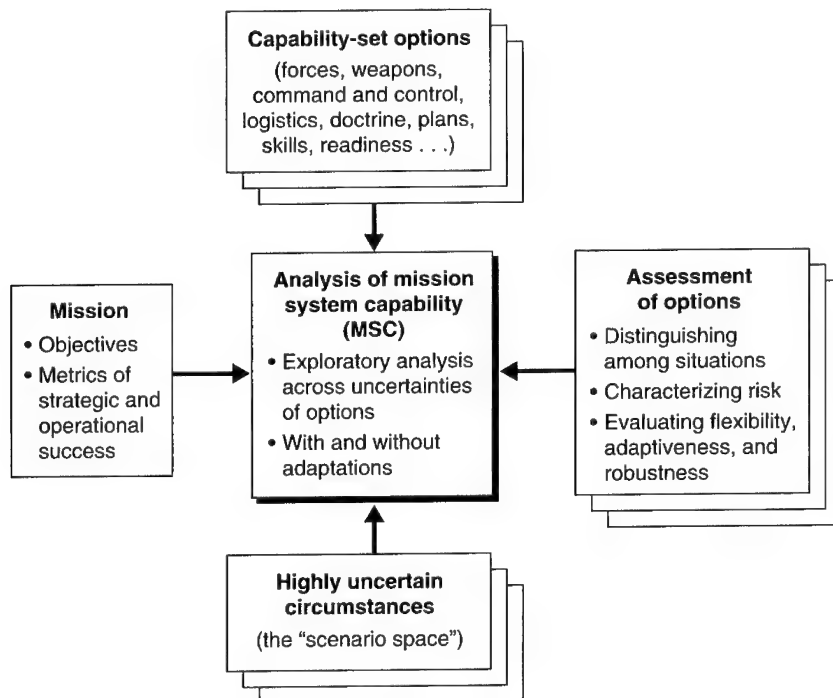 Capability-set options
(forces, weapons,
command and control,
logistics, doctrine, plans,
skills, readiness . . .)
Mission
• Objectives
• Metrics of
strategic and
operational
success
Analysis of mission
system capability
(MSC)
• Exploratory analysis
across uncertainties
of options
• With and without
adaptations
Assessment
of options
• Distinguishing
among situations
• Characterizing risk
• Evaluating flexibility,
adaptiveness, and
robustness
Highly uncertain
circumstances
(the “scenario space”)